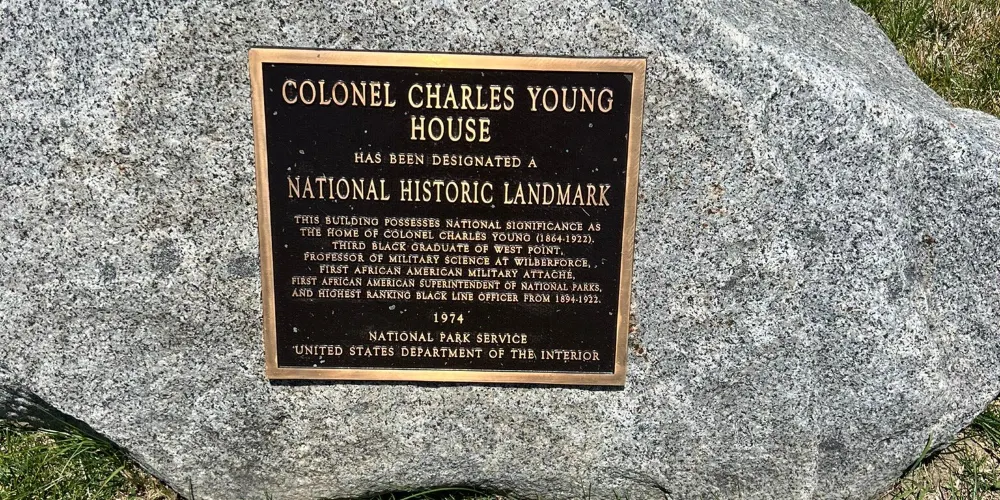 COLONEL CHARLES YOUNG
HOUSE
HAS BEEN DESIGNATED A
NATIONAL HISTORIC LANDMARK
THIS BUILDING POSSESSES NATIONAL SIGNIFICANCE AS
THE HOME OF COLONEL CHARLES YOUNG (1864-1922).
THIRD BLACK GRADUATE OF WEST POINT,
PROFESSOR OF MILITARY SCIENCE AT WILBERFORCE,
FIRST AFRICAN AMERICAN MILITARY ATTACHÉ,
FIRST AFRICAN AMERICAN SUPERINTENDENT OF NATIONAL PARKS,
AND HIGHEST RANKING BLACK LINE OFFICER FROM 1894-1922.
1974
NATIONAL PARK SERVICE
UNITED STATES DEPARTMENT OF THE INTERIOR